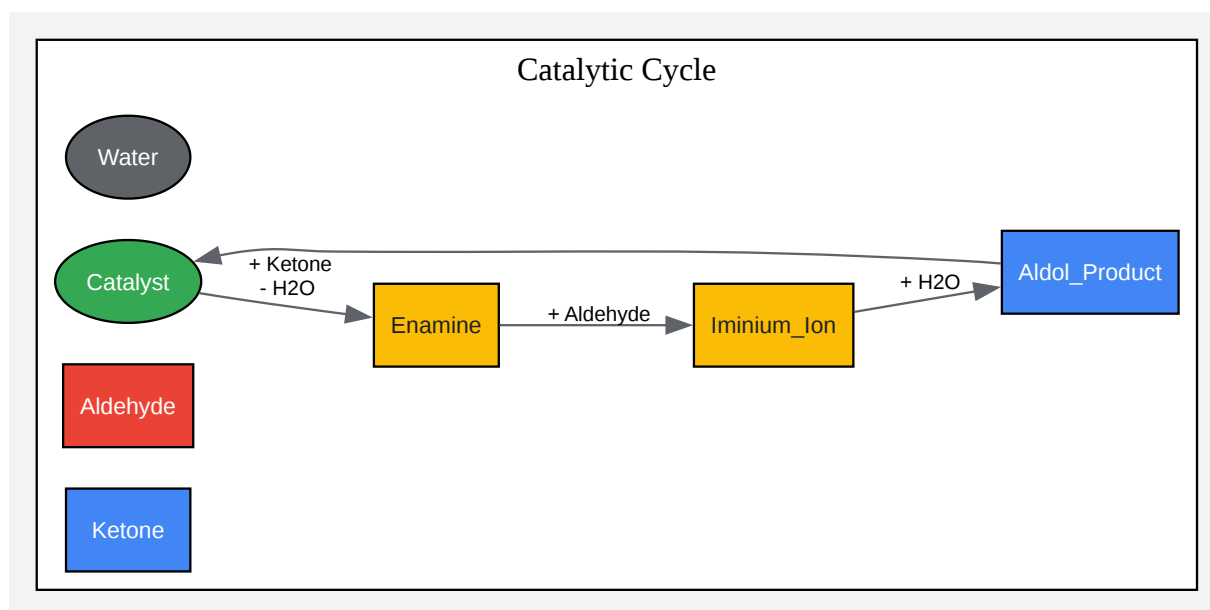 Catalytic Cycle
Water
Catalyst
+ Ketone
- H2O
Enamine
+ Aldehyde
Iminium_Ion
+ H2O
Aldol_Product
Aldehyde
Ketone